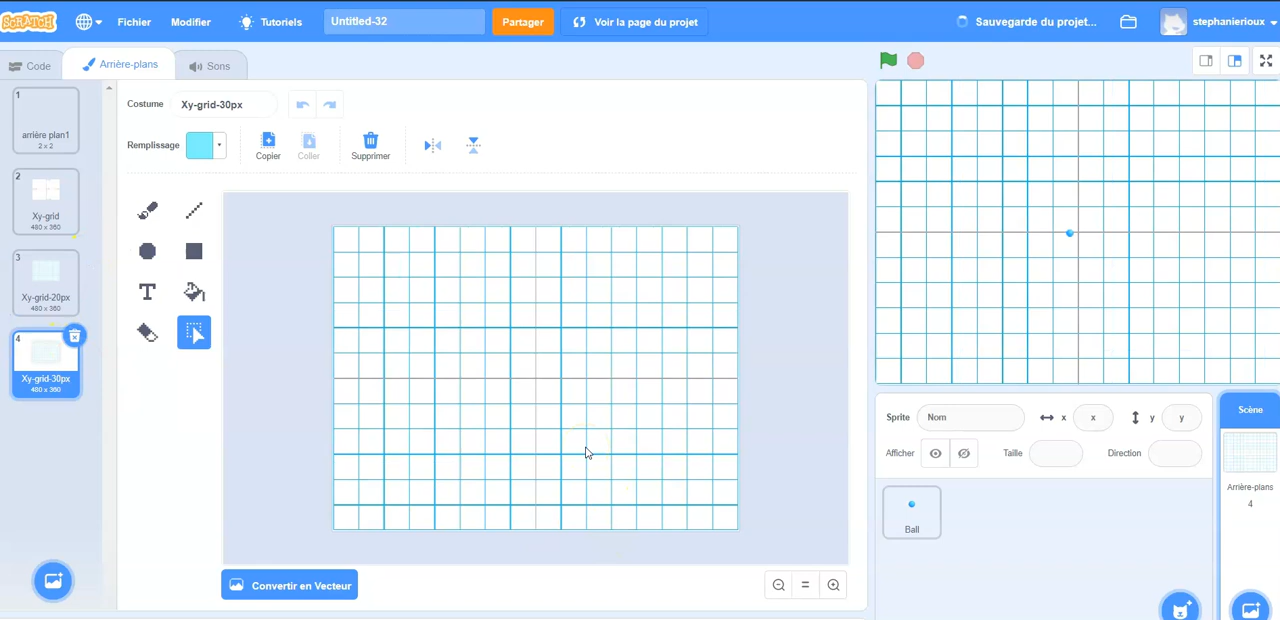 SCRATCH
Fichier
Modifier
Tutoriels
Untitled-32
Partager
Voir la page du projet
Sauvegarde du projet...
stephanierioux
Code
Arrière-plans
Sons
Costume
Xy-grid-30px
Remplissage
Copier
Coller
Supprimer
1
arrière plan1
2 x 2
2
Xy-grid
480 x 360
3
Xy-grid-20px
480 x 360
4
Xy-grid-30px
480 x 360
T
Convertir en Vecteur
Sprite
Nom
x
x
y
y
Afficher
Taille
Direction
Ball
Scène
Arrière-plans
4